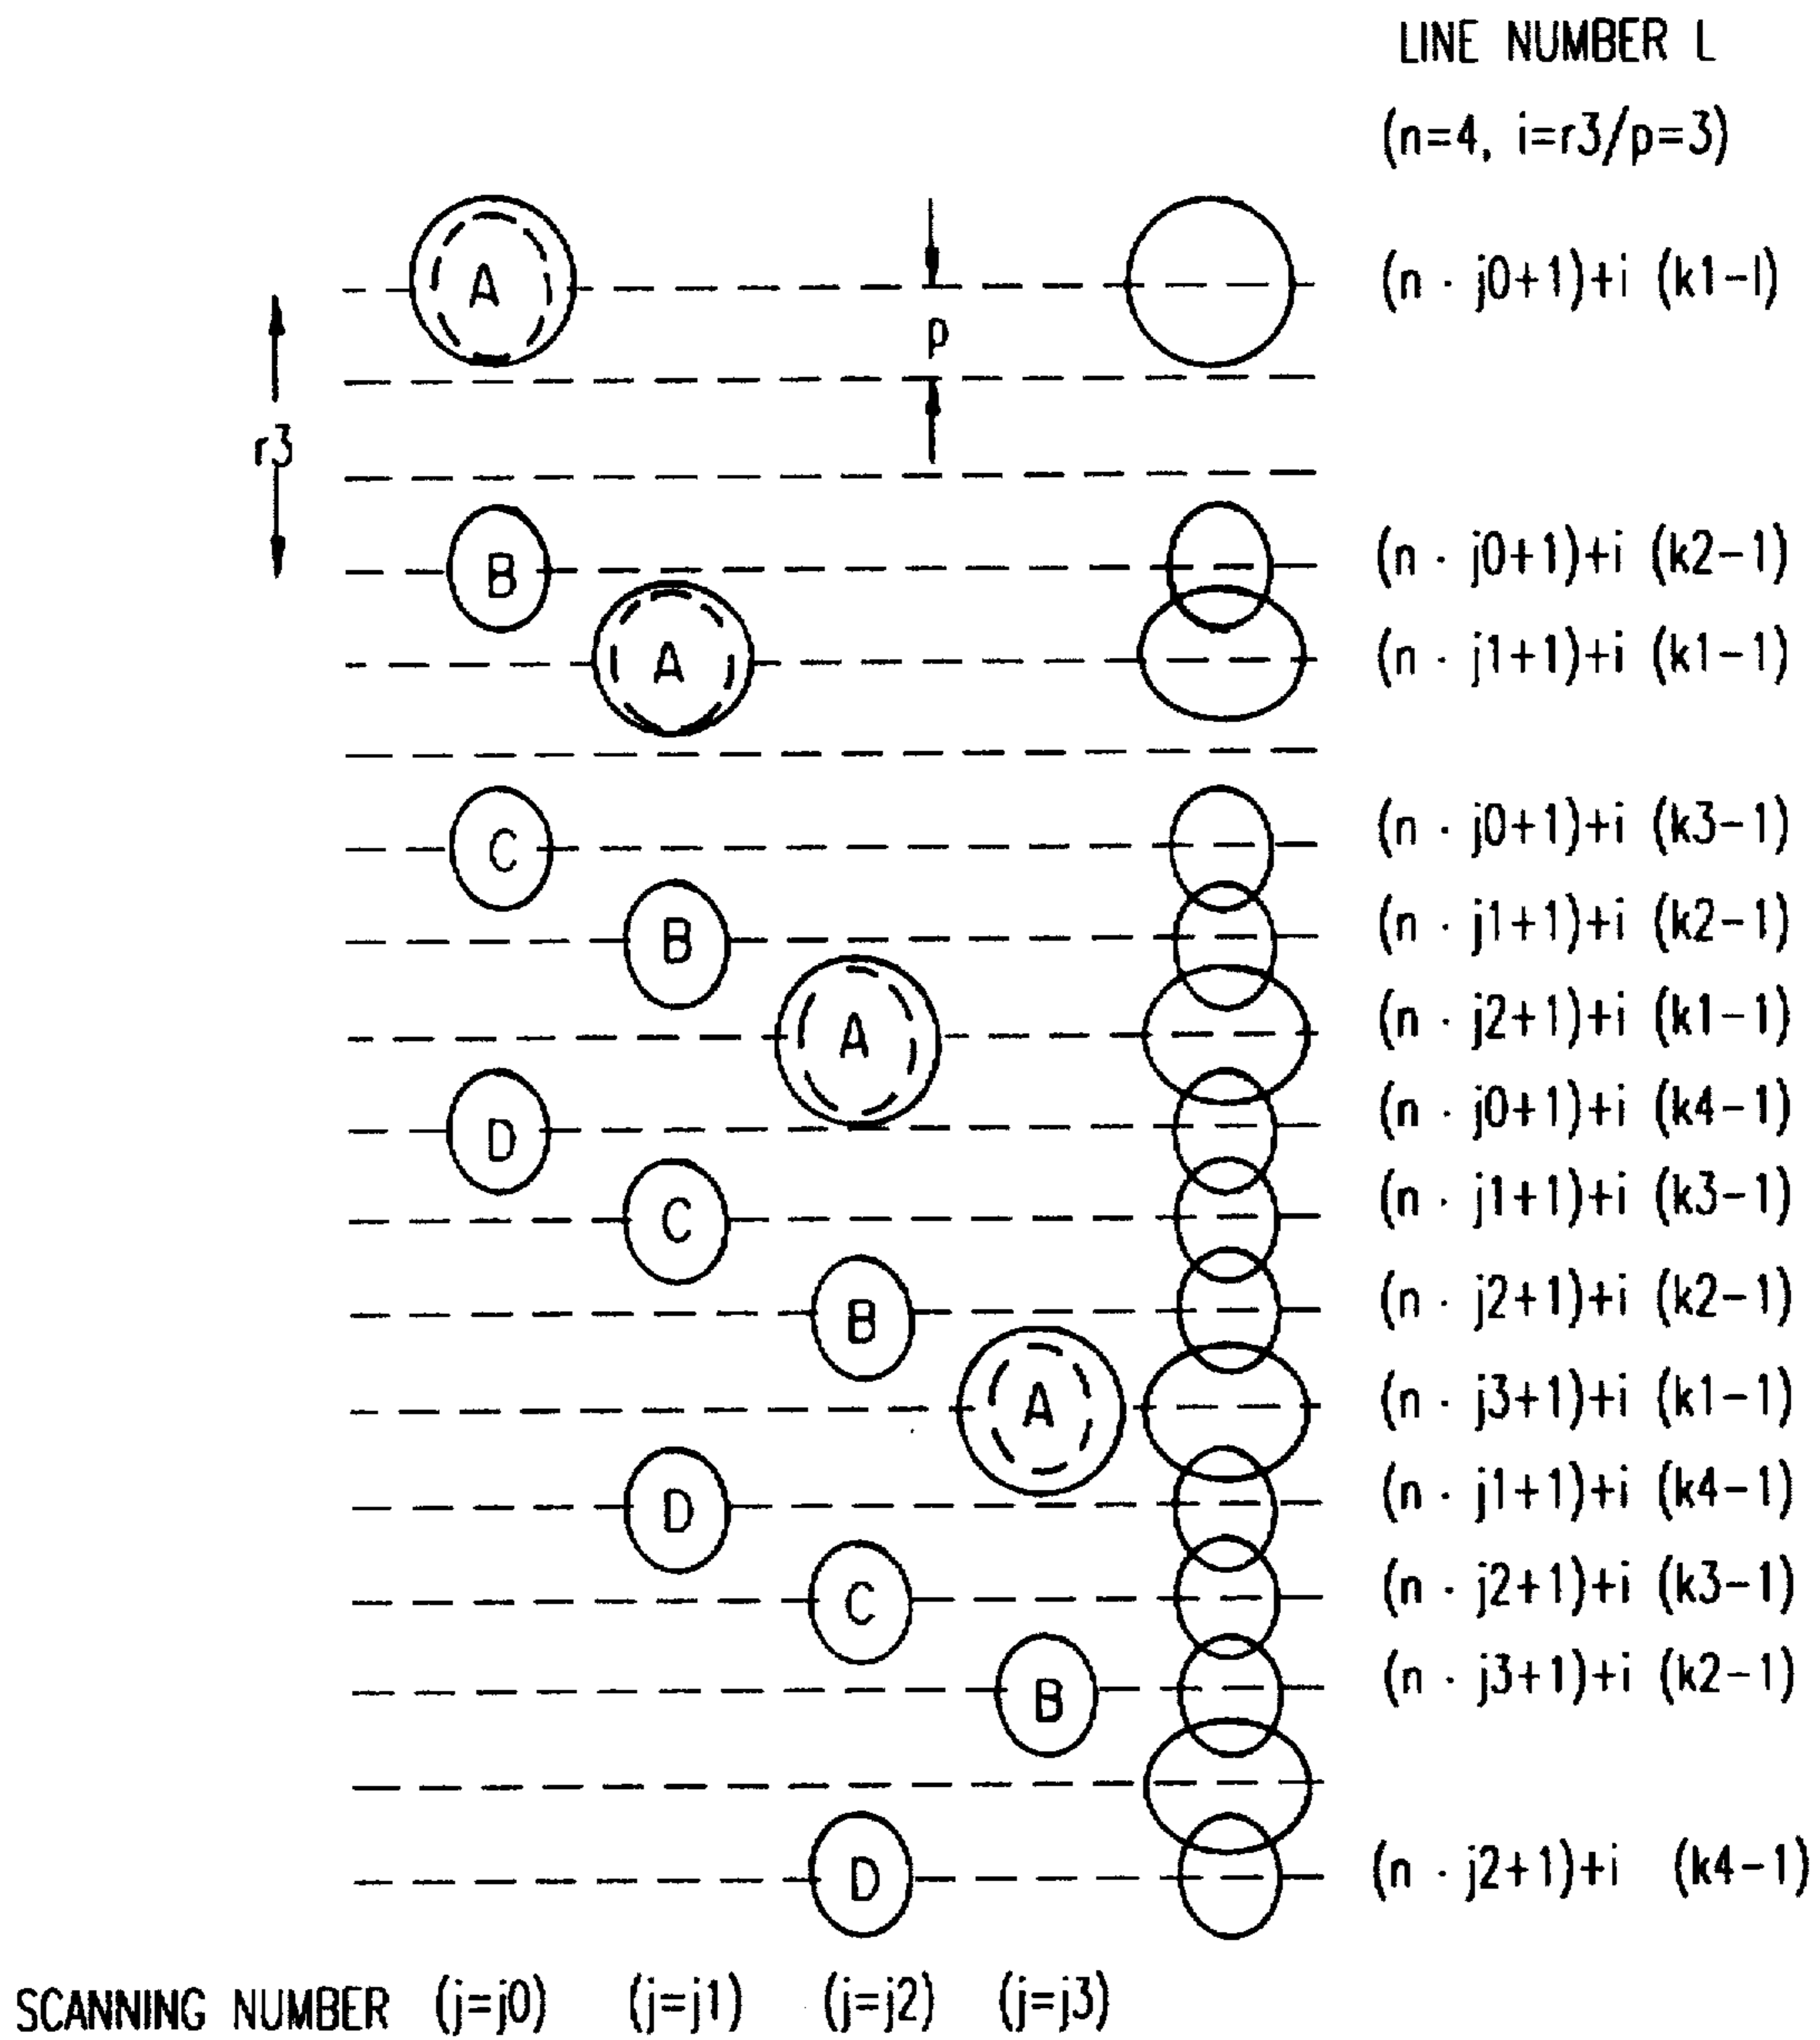 LINE NUMBER L
(n=4, i=r3/p=3)
A (n · j0+1)+i (k1-1)
p
r3
B (n · j0+1)+i (k2-1)
A (n · j1+1)+i (k1-1)
C (n · j0+1)+i (k3-1)
B (n · j1+1)+i (k2-1)
A (n · j2+1)+i (k1-1)
D (n · j0+1)+i (k4-1)
C (n · j1+1)+i (k3-1)
B (n · j2+1)+i (k2-1)
A (n · j3+1)+i (k1-1)
D (n · j1+1)+i (k4-1)
C (n · j2+1)+i (k3-1)
B (n · j3+1)+i (k2-1)
D (n · j2+1)+i (k4-1)
SCANNING NUMBER (j=j0) (j=j1) (j=j2) (j=j3)